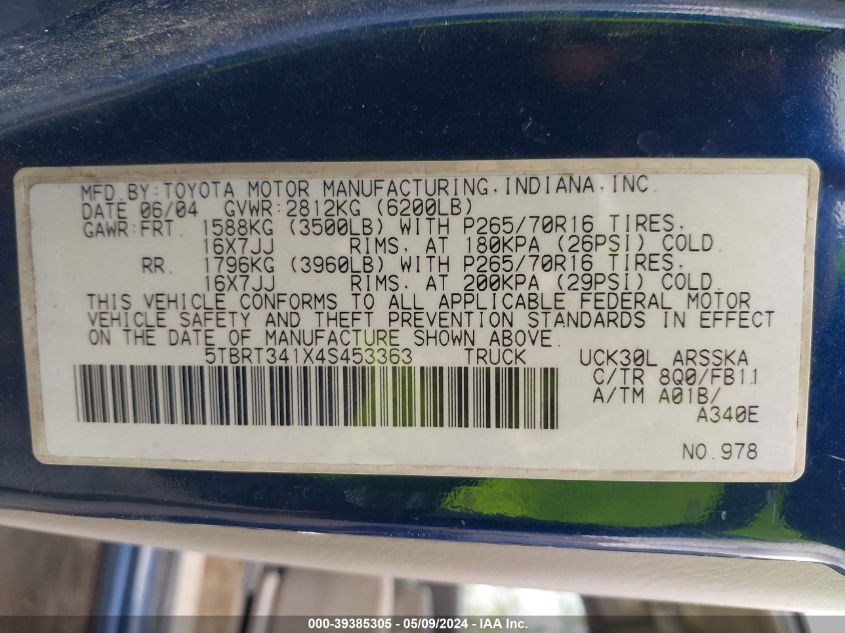 MFD.BY:TOYOTA MOTOR MANUFACTURING,INDIANA,INC.
DATE 06/04 GVWR:2812KG (6200LB)
GAWR:FRT. 1588KG (3500LB) WITH P265/70R16 TIRES,
16X7JJ RIMS, AT 180KPA (26PSI) COLD.
RR. 1796KG (3960LB) WITH P265/70R16 TIRES,
16X7JJ RIMS, AT 200KPA (29PSI) COLD.
THIS VEHICLE CONFORMS TO ALL APPLICABLE FEDERAL MOTOR
VEHICLE SAFETY AND THEFT PREVENTION STANDARDS IN EFFECT
ON THE DATE OF MANUFACTURE SHOWN ABOVE.
5TBRT341X4S453363 TRUCK UCK30L ARSSKA
C/TR 8Q0/FB11
A/TM A01B/
A340E
NO.978
000-39385305 - 05/09/2024 - IAA Inc.